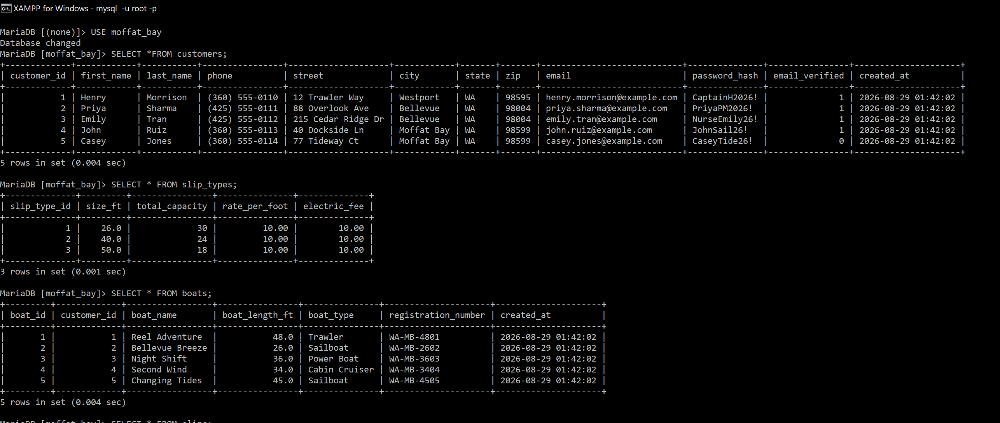 XAMPP for Windows - mysql  -u root -p
MariaDB [(none)]> USE moffat_bay
Database changed
MariaDB [moffat_bay]> SELECT *FROM customers;
+-------------+------------+-----------+----------------+--------------------+------------+-------+-------+----------------------------+---------------+----------------+---------------------+
| customer_id | first_name | last_name | phone          | street             | city       | state | zip   | email                      | password_hash | email_verified | created_at          |
+-------------+------------+-----------+----------------+--------------------+------------+-------+-------+----------------------------+---------------+----------------+---------------------+
|           1 | Henry      | Morrison  | (360) 555-0110 | 12 Trawler Way     | Westport   | WA    | 98595 | henry.morrison@example.com | CaptainH2026! |              1 | 2026-08-29 01:42:02 |
|           2 | Priya      | Sharma    | (425) 555-0111 | 88 Overlook Ave    | Bellevue   | WA    | 98004 | priya.sharma@example.com   | PriyaPM2026!  |              1 | 2026-08-29 01:42:02 |
|           3 | Emily      | Tran      | (425) 555-0112 | 215 Cedar Ridge Dr | Bellevue   | WA    | 98004 | emily.tran@example.com     | NurseEmily26! |              1 | 2026-08-29 01:42:02 |
|           4 | John       | Ruiz      | (360) 555-0113 | 40 Dockside Ln     | Moffat Bay | WA    | 98599 | john.ruiz@example.com      | JohnSail26!   |              1 | 2026-08-29 01:42:02 |
|           5 | Casey      | Jones     | (360) 555-0114 | 77 Tideway Ct      | Moffat Bay | WA    | 98599 | casey.jones@example.com    | CaseyTide26!  |              0 | 2026-08-29 01:42:02 |
+-------------+------------+-----------+----------------+--------------------+------------+-------+-------+----------------------------+---------------+----------------+---------------------+
5 rows in set (0.004 sec)
MariaDB [moffat_bay]> SELECT * FROM slip_types;
+--------------+---------+----------------+---------------+--------------+
| slip_type_id | size_ft | total_capacity | rate_per_foot | electric_fee |
+--------------+---------+----------------+---------------+--------------+
|            1 |    26.0 |             30 |         10.00 |        10.00 |
|            2 |    40.0 |             24 |         10.00 |        10.00 |
|            3 |    50.0 |             18 |         10.00 |        10.00 |
+--------------+---------+----------------+---------------+--------------+
3 rows in set (0.001 sec)
MariaDB [moffat_bay]> SELECT * FROM boats;
+---------+-------------+-----------------+----------------+---------------+---------------------+---------------------+
| boat_id | customer_id | boat_name       | boat_length_ft | boat_type     | registration_number | created_at          |
+---------+-------------+-----------------+----------------+---------------+---------------------+---------------------+
|       1 |           1 | Reel Adventure  |           48.0 | Trawler       | WA-MB-4801          | 2026-08-29 01:42:02 |
|       2 |           2 | Bellevue Breeze |           26.0 | Sailboat      | WA-MB-2602          | 2026-08-29 01:42:02 |
|       3 |           3 | Night Shift     |           36.0 | Power Boat    | WA-MB-3603          | 2026-08-29 01:42:02 |
|       4 |           4 | Second Wind     |           34.0 | Cabin Cruiser | WA-MB-3404          | 2026-08-29 01:42:02 |
|       5 |           5 | Changing Tides  |           45.0 | Sailboat      | WA-MB-4505          | 2026-08-29 01:42:02 |
+---------+-------------+-----------------+----------------+---------------+---------------------+---------------------+
5 rows in set (0.004 sec)
MariaDB [moffat_bay]> SELECT * FROM slips;